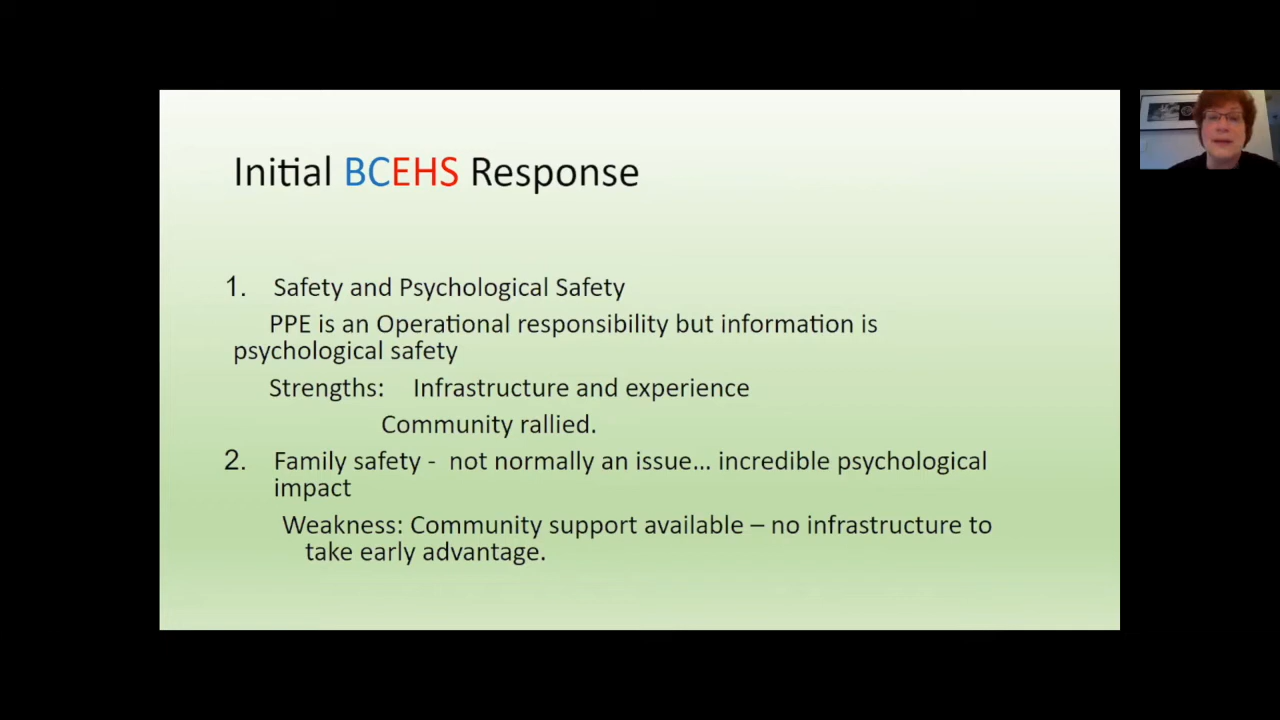 Initial BCEHS Response
1. Safety and Psychological Safety
PPE is an Operational responsibility but information is
psychological safety
Strengths: Infrastructure and experience
Community rallied.
2. Family safety - not normally an issue... incredible psychological
impact
Weakness: Community support available – no infrastructure to
take early advantage.